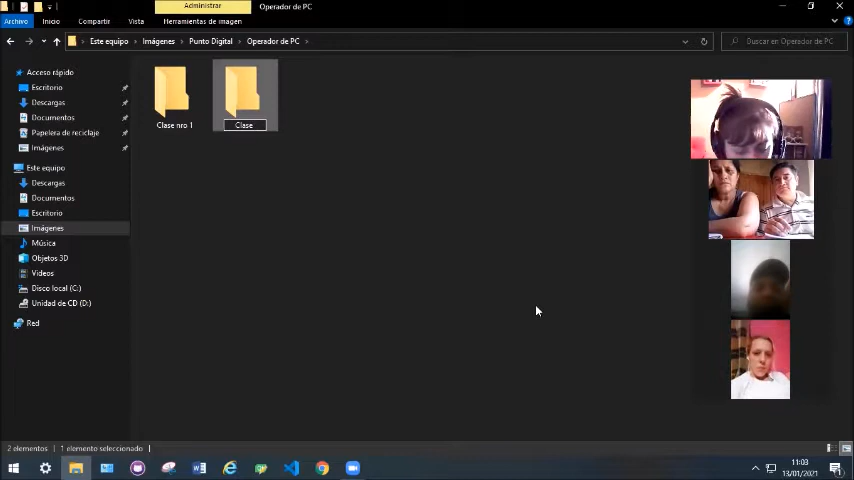 Administrar
Operador de PC
Archivo
Inicio
Compartir
Vista
Herramientas de imagen
Este equipo > Imágenes > Punto Digital > Operador de PC >
Buscar en Operador de PC
Acceso rápido
Escritorio
Descargas
Documentos
Papelera de reciclaje
Imágenes
Este equipo
Descargas
Documentos
Escritorio
Imágenes
Música
Objetos 3D
Videos
Disco local (C:)
Unidad de CD (D:)
Red
Clase nro 1
Clase
2 elementos
1 elemento seleccionado
11:03
13/01/2021